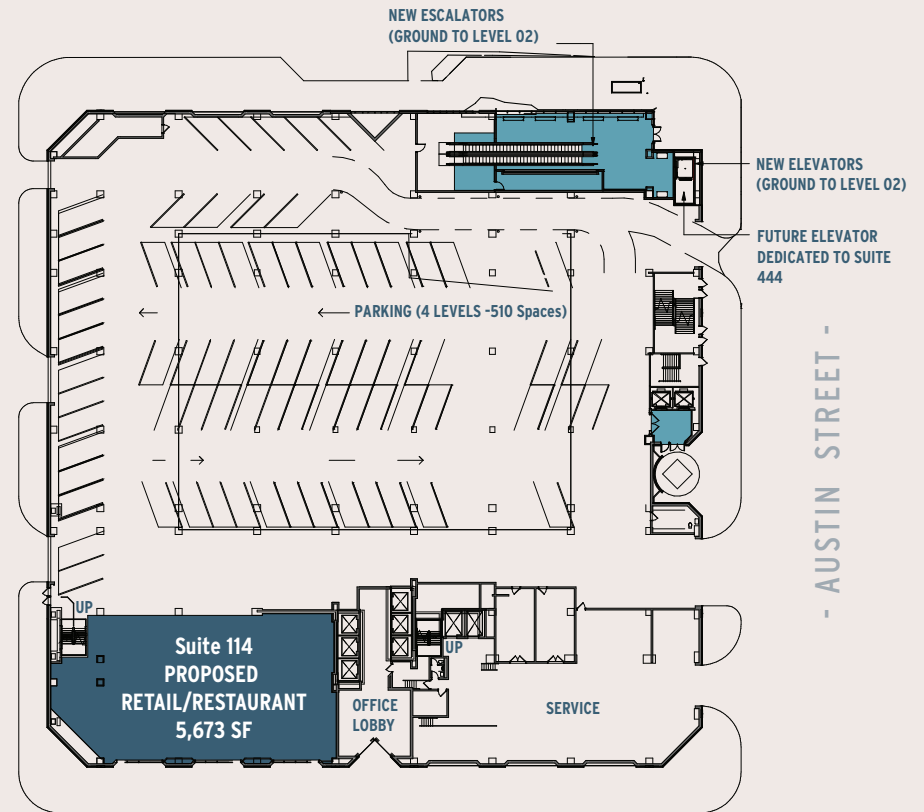 NEW ESCALATORS
(GROUND TO LEVEL 02)
NEW ELEVATORS
(GROUND TO LEVEL 02)
FUTURE ELEVATOR
DEDICATED TO SUITE
444
PARKING (4 LEVELS -510 Spaces)
- AUSTIN STREET -
UP
Suite 114
PROPOSED
RETAIL/RESTAURANT
5,673 SF
UP
OFFICE
LOBBY
SERVICE